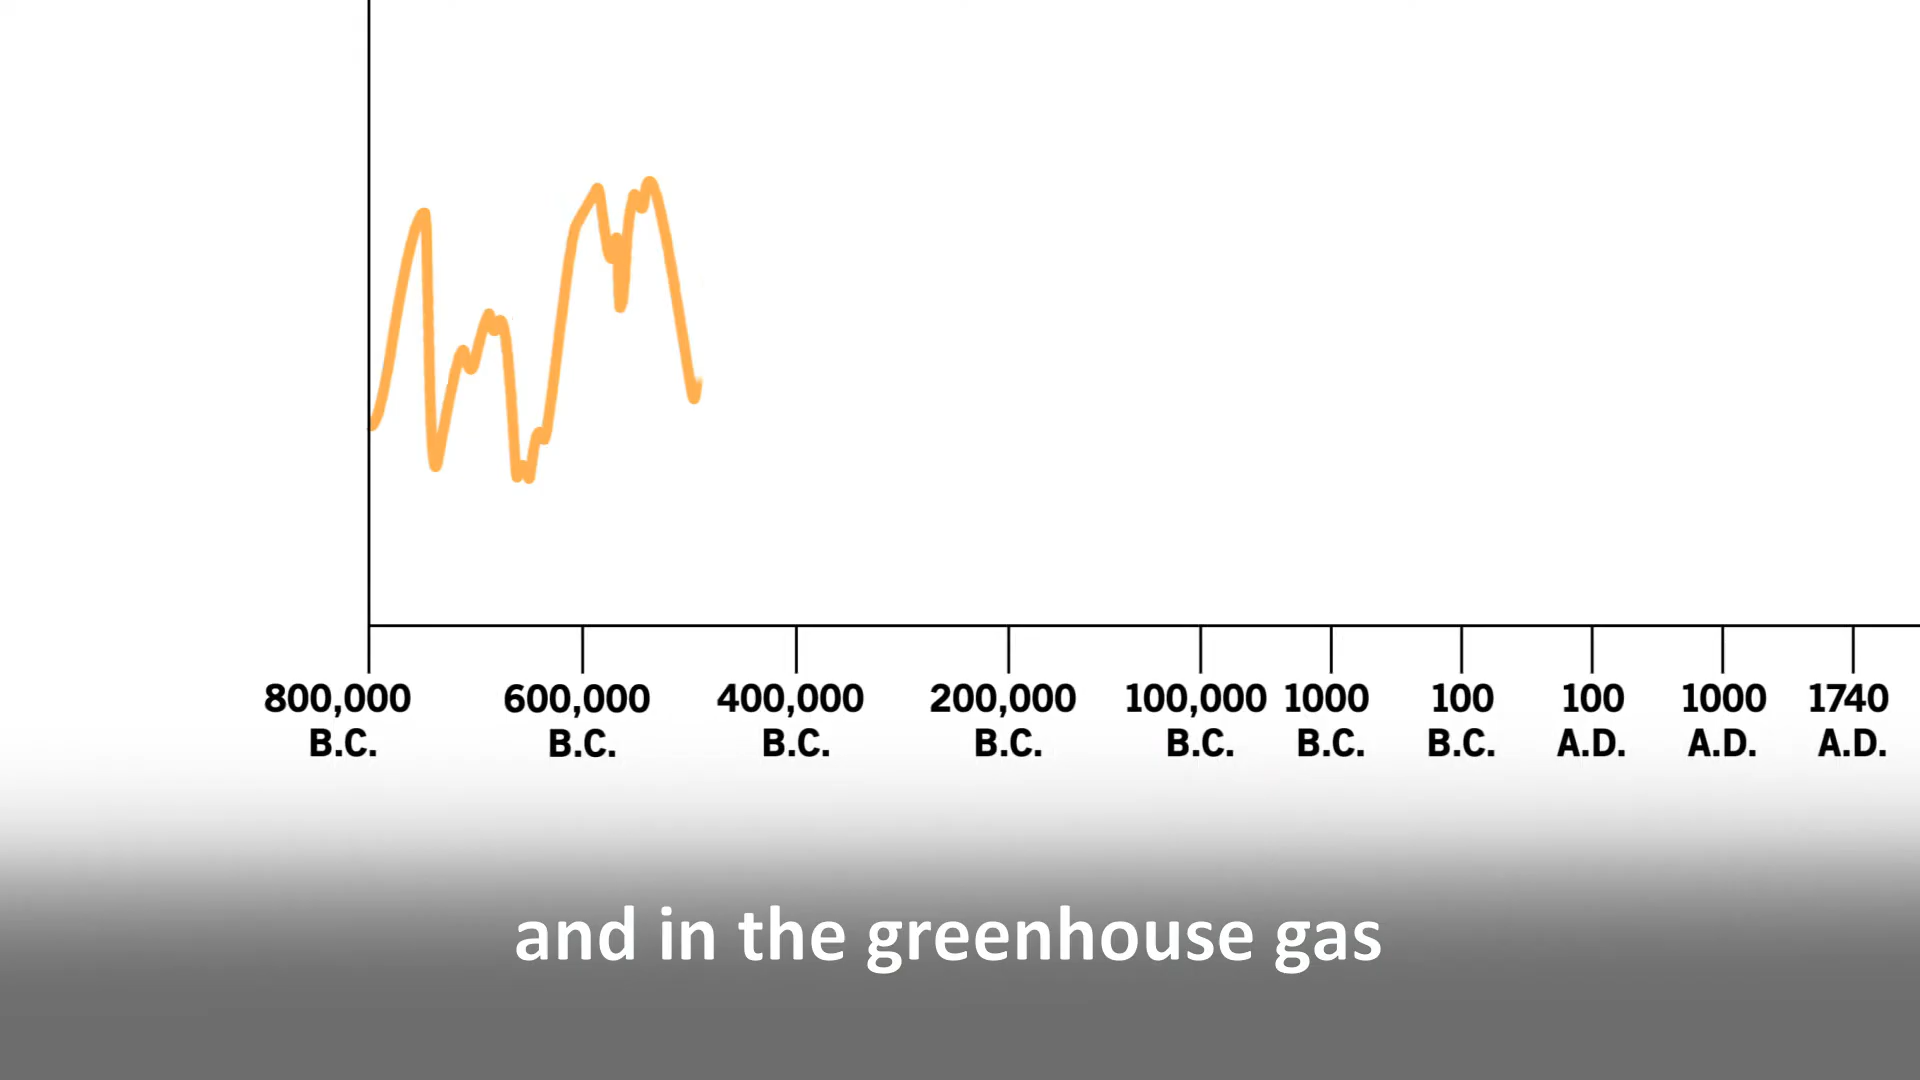 800,000 600,000 400,000 200,000 100,000 1000 100 100 1000 1740
B.C. B.C. B.C. B.C. B.C. B.C. B.C. A.D. A.D. A.D.
and in the greenhouse gas